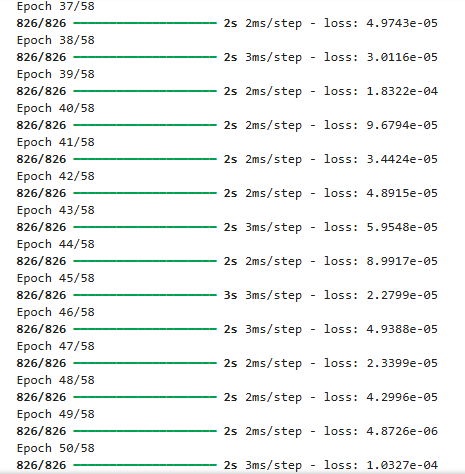 Epoch 37/58
826/826 ━━━━━━━━━━━━━━━━━━━━ 2s 2ms/step - loss: 4.9743e-05
Epoch 38/58
826/826 ━━━━━━━━━━━━━━━━━━━━ 2s 3ms/step - loss: 3.0116e-05
Epoch 39/58
826/826 ━━━━━━━━━━━━━━━━━━━━ 2s 2ms/step - loss: 1.8322e-04
Epoch 40/58
826/826 ━━━━━━━━━━━━━━━━━━━━ 2s 2ms/step - loss: 9.6794e-05
Epoch 41/58
826/826 ━━━━━━━━━━━━━━━━━━━━ 2s 2ms/step - loss: 3.4424e-05
Epoch 42/58
826/826 ━━━━━━━━━━━━━━━━━━━━ 2s 2ms/step - loss: 4.8915e-05
Epoch 43/58
826/826 ━━━━━━━━━━━━━━━━━━━━ 2s 3ms/step - loss: 5.9548e-05
Epoch 44/58
826/826 ━━━━━━━━━━━━━━━━━━━━ 2s 2ms/step - loss: 8.9917e-05
Epoch 45/58
826/826 ━━━━━━━━━━━━━━━━━━━━ 3s 3ms/step - loss: 2.2799e-05
Epoch 46/58
826/826 ━━━━━━━━━━━━━━━━━━━━ 2s 3ms/step - loss: 4.9388e-05
Epoch 47/58
826/826 ━━━━━━━━━━━━━━━━━━━━ 2s 2ms/step - loss: 2.3399e-05
Epoch 48/58
826/826 ━━━━━━━━━━━━━━━━━━━━ 2s 2ms/step - loss: 4.2996e-05
Epoch 49/58
826/826 ━━━━━━━━━━━━━━━━━━━━ 2s 2ms/step - loss: 4.8726e-06
Epoch 50/58
826/826 ━━━━━━━━━━━━━━━━━━━━ 2s 3ms/step - loss: 1.0327e-04